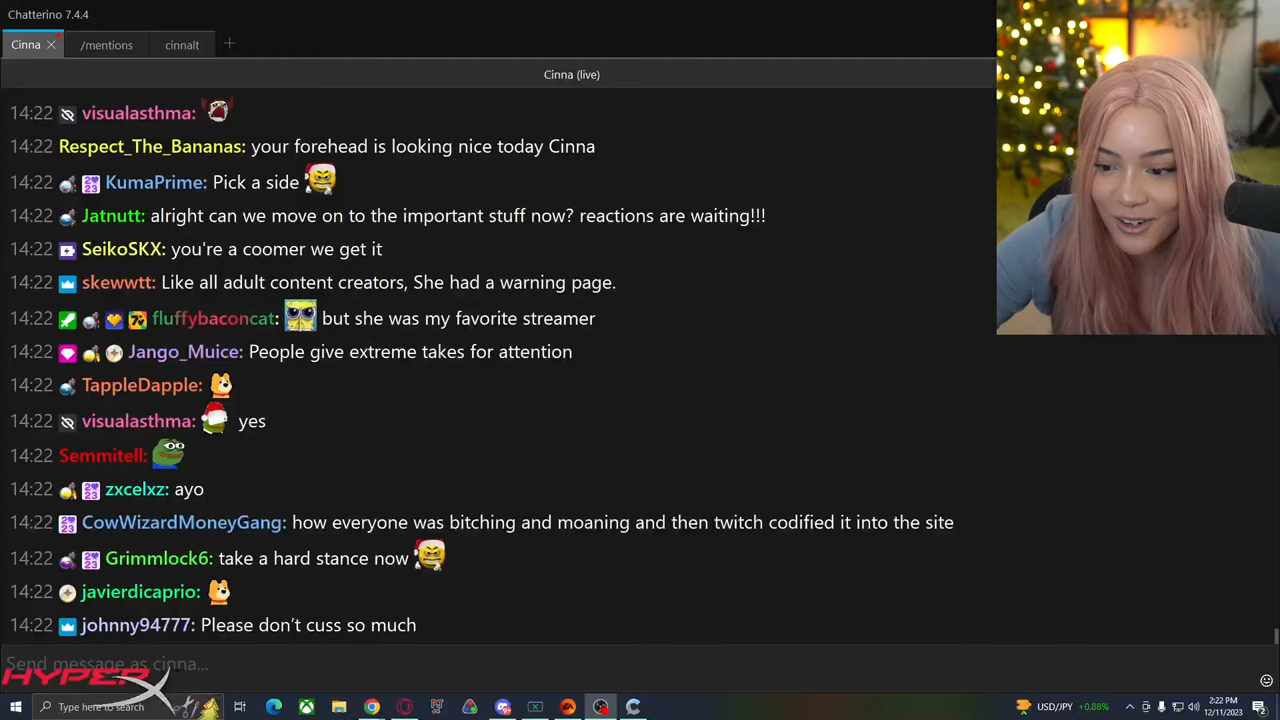 Chatterino 7.4.4
Cinna
/mentions
cinnalt
Cinna (live)
14:22 visualasthma:
14:22 Respect_The_Bananas: your forehead is looking nice today Cinna
14:22 KumaPrime: Pick a side
14:22 Jatnutt: alright can we move on to the important stuff now? reactions are waiting!!!
14:22 SeikoSKX: you're a coomer we get it
14:22 skewwtt: Like all adult content creators, She had a warning page.
14:22 fluffybaconcat: but she was my favorite streamer
14:22 Jango_Muice: People give extreme takes for attention
14:22 TappleDapple:
14:22 visualasthma: yes
14:22 Semmitell:
14:22 zxcelxz: ayo
14:22 CowWizardMoneyGang: how everyone was bitching and moaning and then twitch codified it into the site
14:22 Grimmlock6: take a hard stance now
14:22 javierdicaprio:
14:22 johnny94777: Please don't cuss so much
Send message as cinna...
HYPERX
Type here to search
USD/JPY +0.88%
2:22 PM
12/11/2023
2